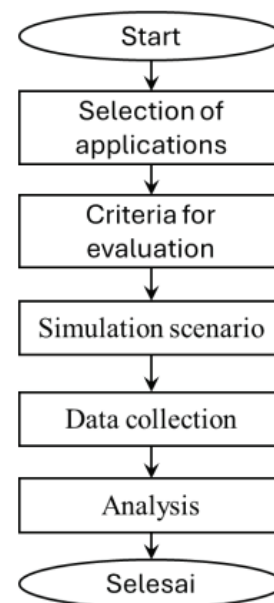 Start
Selection of
applications
Criteria for
evaluation
Simulation scenario
Data collection
Analysis
Selesai